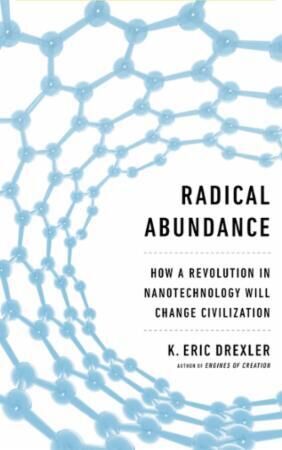 RADICAL
ABUNDANCE
HOW A REVOLUTION IN
NANOTECHNOLOGY WILL
CHANGE CIVILIZATION
K. ERIC DREXLER
AUTHOR OF ENGINES OF CREATION